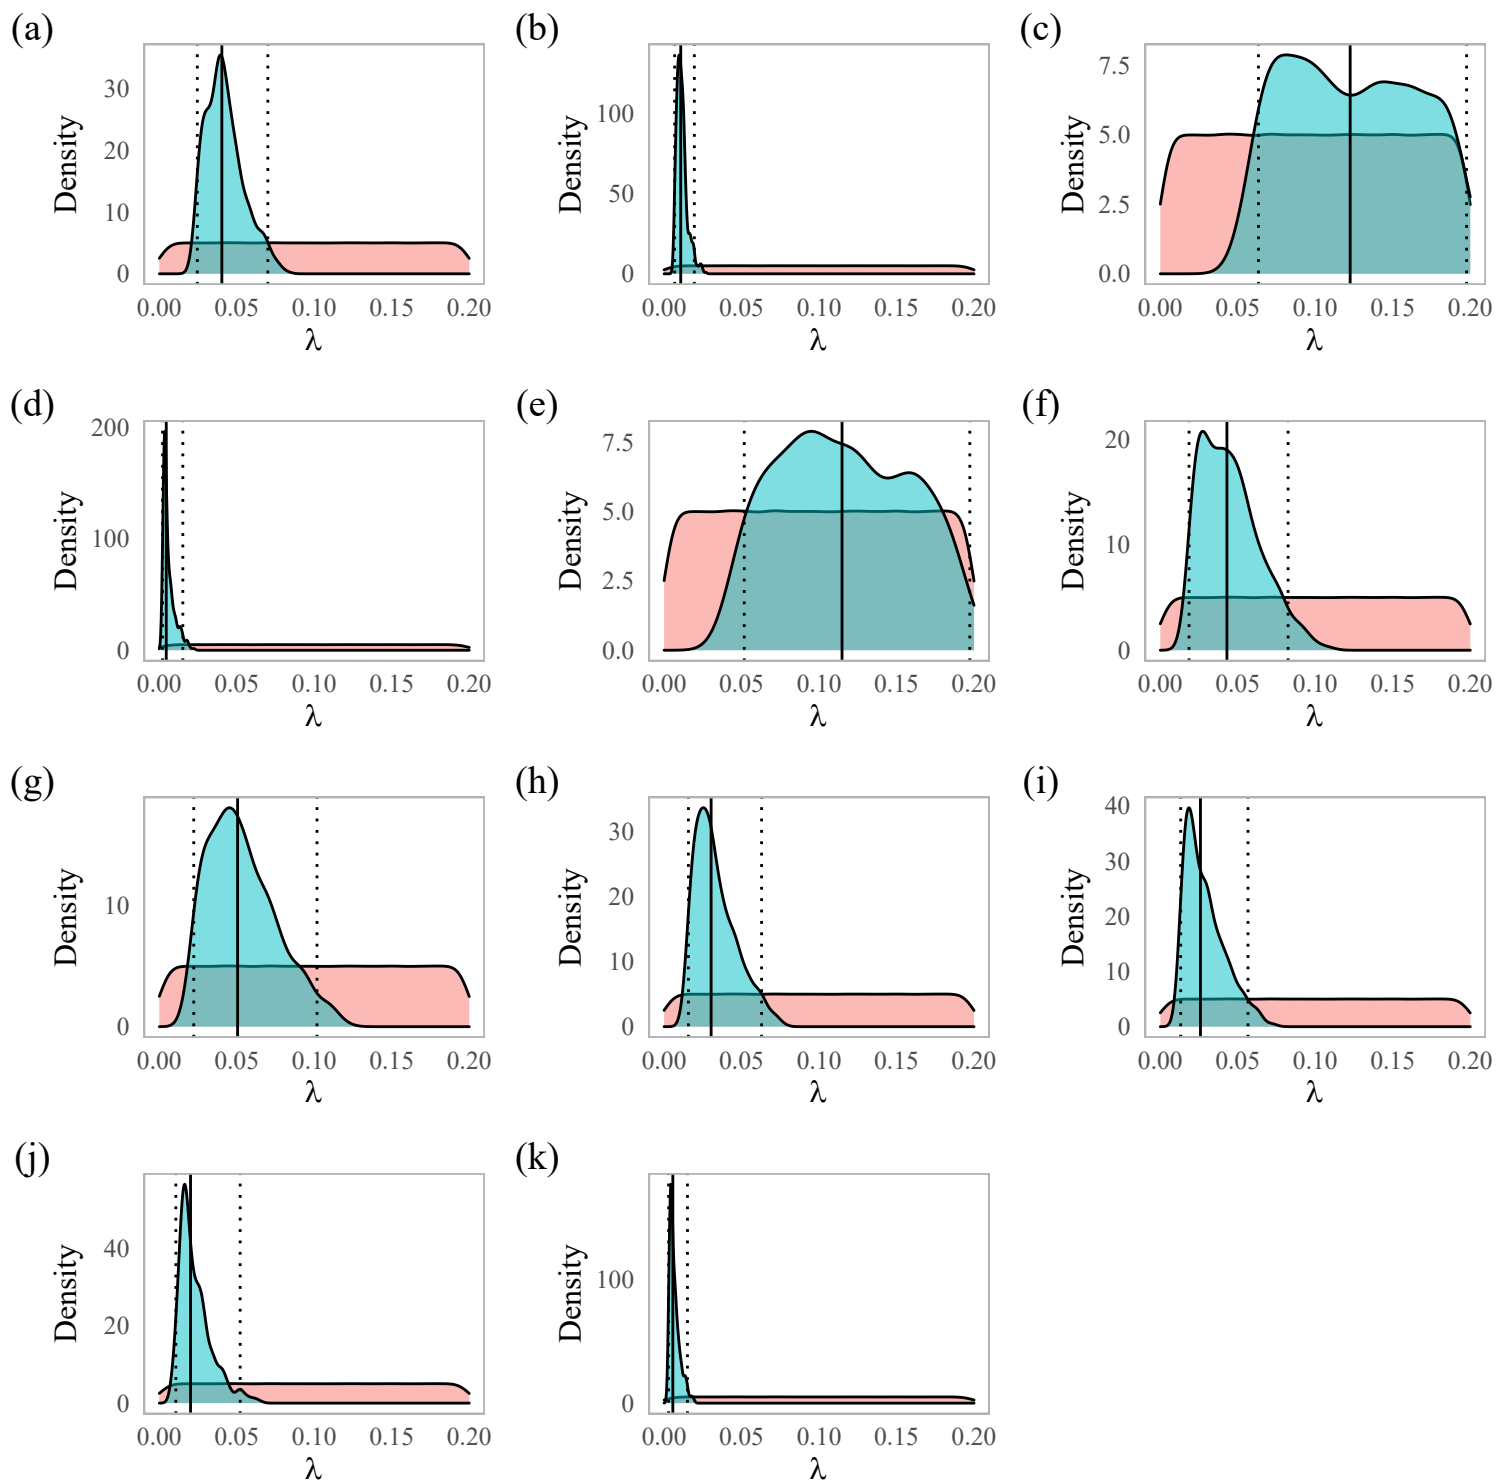 (a) (b) (c)
Density 0 10 20 30
0.00 0.05 0.10 0.15 0.20
λ
Density 0 50 100
0.00 0.05 0.10 0.15 0.20
λ
Density 0.0 2.5 5.0 7.5
0.00 0.05 0.10 0.15 0.20
λ
(d) (e) (f)
Density 0 100 200
0.00 0.05 0.10 0.15 0.20
λ
Density 0.0 2.5 5.0 7.5
0.00 0.05 0.10 0.15 0.20
λ
Density 0 10 20
0.00 0.05 0.10 0.15 0.20
λ
(g) (h) (i)
Density 0 10
0.00 0.05 0.10 0.15 0.20
λ
Density 0 10 20 30
0.00 0.05 0.10 0.15 0.20
λ
Density 0 10 20 30 40
0.00 0.05 0.10 0.15 0.20
λ
(j) (k)
Density 0 20 40
0.00 0.05 0.10 0.15 0.20
λ
Density 0 100
0.00 0.05 0.10 0.15 0.20
λ